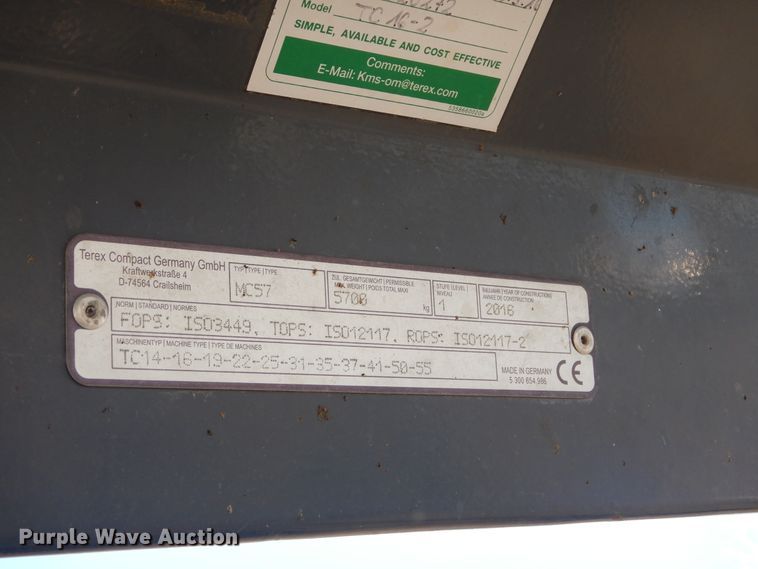 Model TC16-2
SIMPLE, AVAILABLE AND COST EFFECTIVE
Comments:
E-Mail: Kms-om@terex.com
Terex Compact Germany GmbH
Kraftwerkstraße 4
D-74564 Crailsheim
TYP | TYPE | TYPE
MC57
ZUL. GESAMTGEWICHT | PERMISSIBLE
MAX. WEIGHT | POIDS TOTAL MAXI
5700 kg
STUFE | LEVEL
NIVEAU
1
BAUJAHR | YEAR OF CONSTRUCTIONS
ANNÉE DE CONSTRUCTION
2016
NORM | STANDARD | NORMES
FOPS: ISO3449, TOPS: ISO12117, ROPS: ISO12117-2
MASCHINENTYP | MACHINE TYPE | TYPE DE MACHINES
TC14-16-19-22-25-31-35-37-41-50-55
MADE IN GERMANY
5 300 654,986
CE
Purple Wave Auction